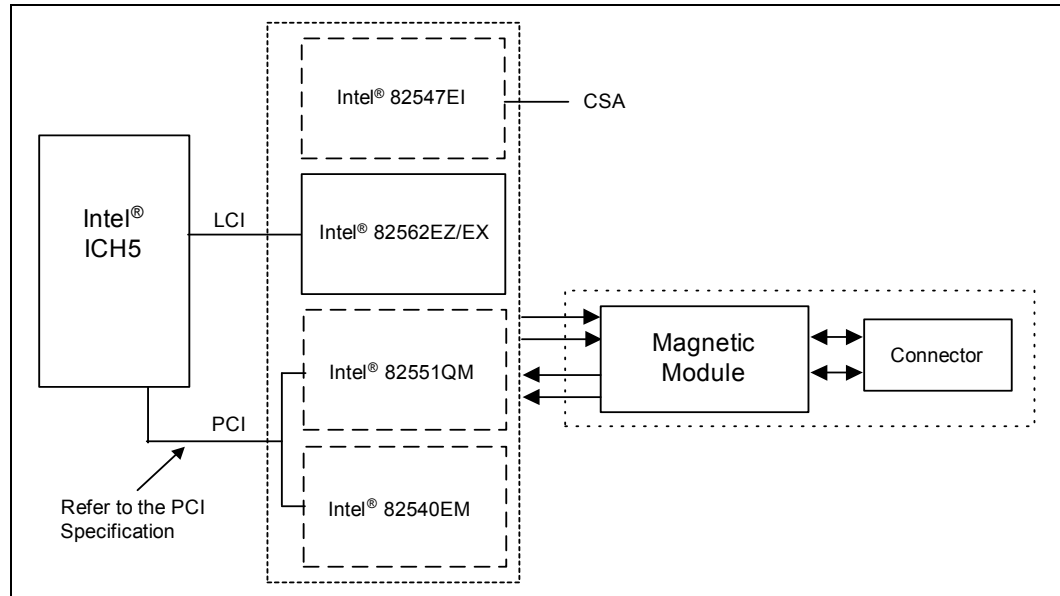 Intel® 82547EI
CSA
Intel®
ICH5
LCI
Intel® 82562EZ/EX
Intel® 82551QM
Magnetic
Module
Connector
PCI
Intel® 82540EM
Refer to the PCI
Specification